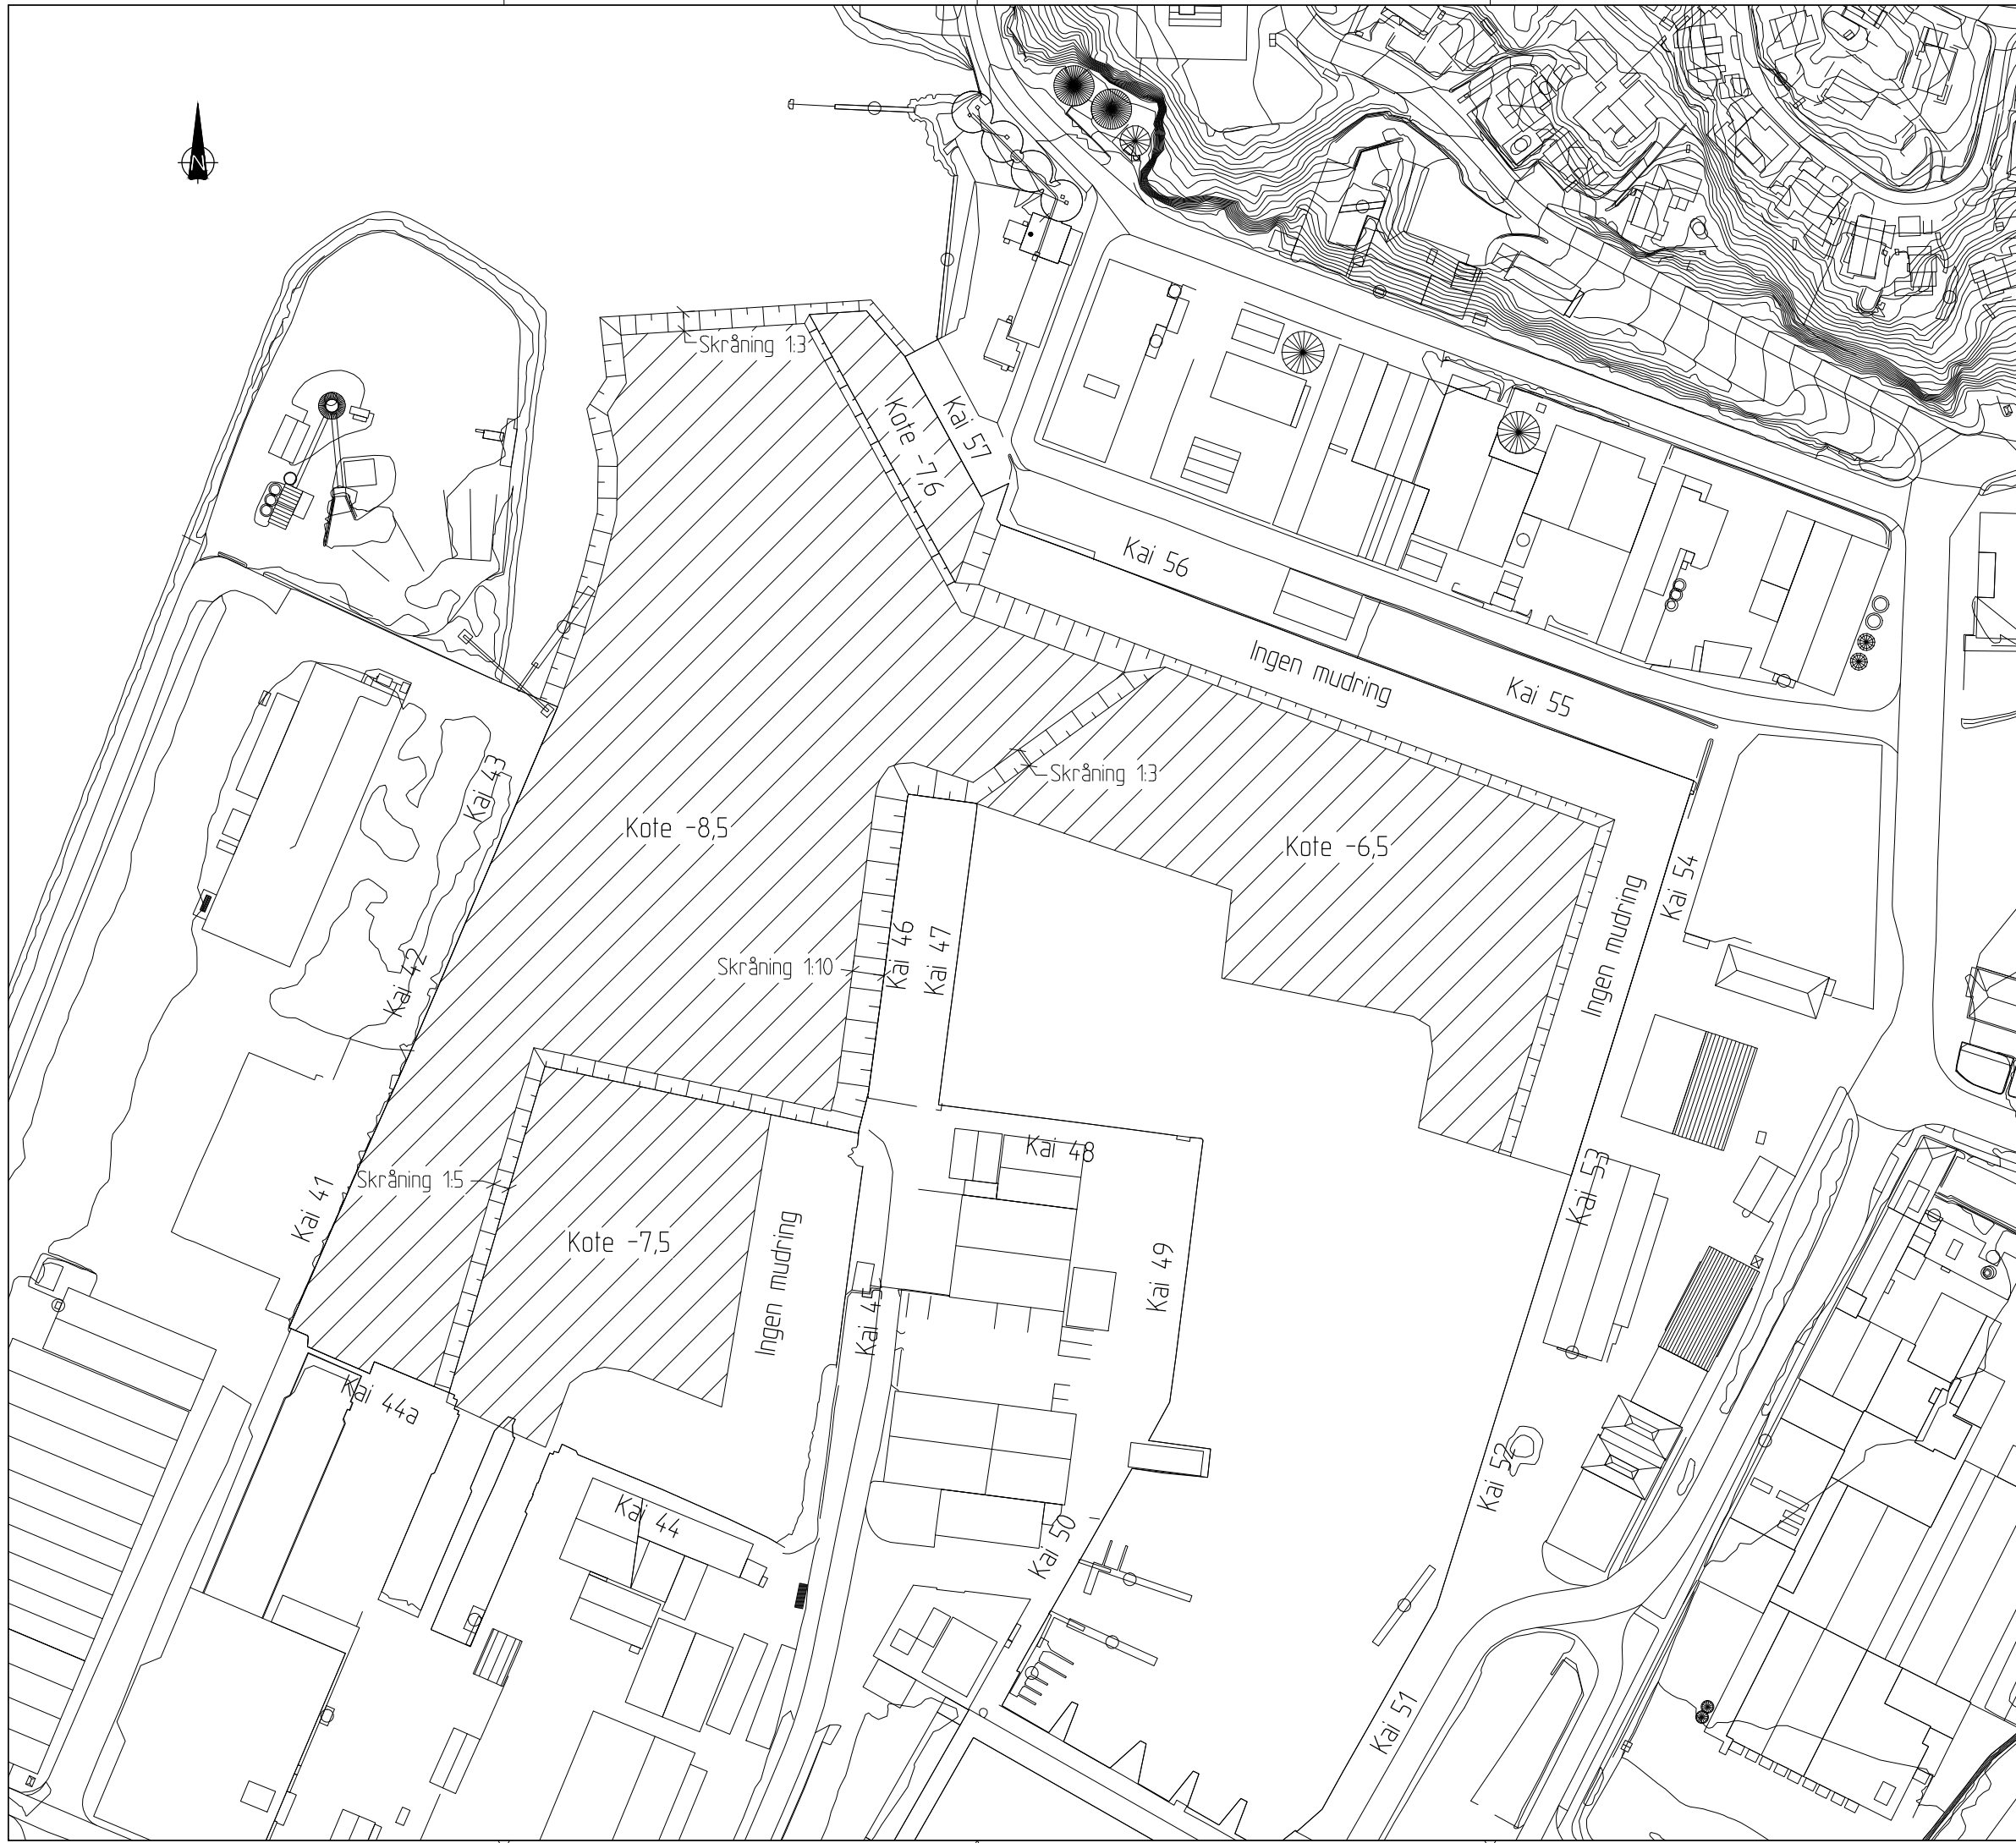 N
Skråning 1:3
Kote -7,6
Kai 57
Kai 56
Ingen mudring
Kai 55
Kai 43
Skråning 1:3
Kote -8,5
Kote -6,5
Kai 54
Ingen mudring
Kai 42
Skråning 1:10
Kai 46
Kai 47
Kai 48
Kai 41
Skråning 1:5
Kote -7,5
Ingen mudring
Kai 49
Kai 53
Kai 44a
Kai 44
Kai 52
Kai 50
Kai 51